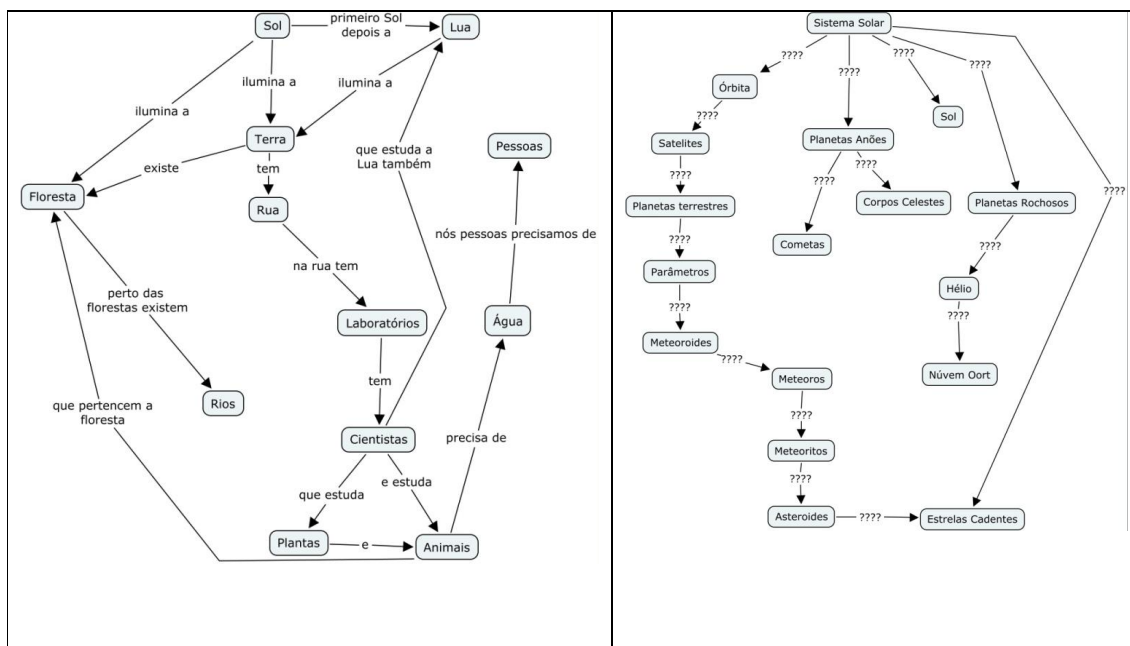 Sol
primeiro Sol
depois a
Lua
ilumina a
ilumina a
ilumina a
Terra
que estuda a
Lua também
Pessoas
existe
tem
Floresta
Rua
nós pessoas precisamos de
na rua tem
perto das
florestas existem
Laboratórios
Água
tem
Rios
que pertencem a
floresta
Cientistas
precisa de
que estuda
e estuda
Plantas
e
Animais
Sistema Solar
????
????
????
????
Órbita
????
Sol
Satelites
Planetas Anões
????
????
????
????
Planetas terrestres
Corpos Celestes
Planetas Rochosos
????
Cometas
????
Parâmetros
Hélio
????
????
Meteoroides
????
Meteoros
Núvem Oort
????
Meteoritos
????
Asteroides
????
Estrelas Cadentes